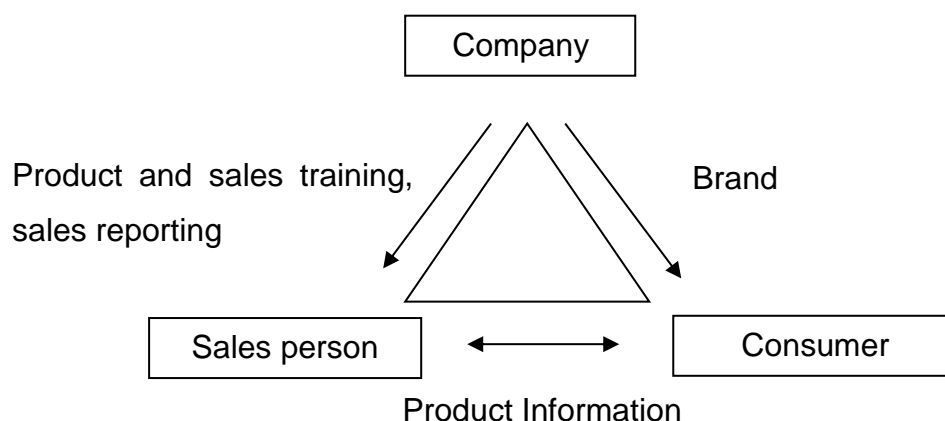 Company
Product and sales training,
sales reporting
Brand
Sales person
Consumer
Product Information